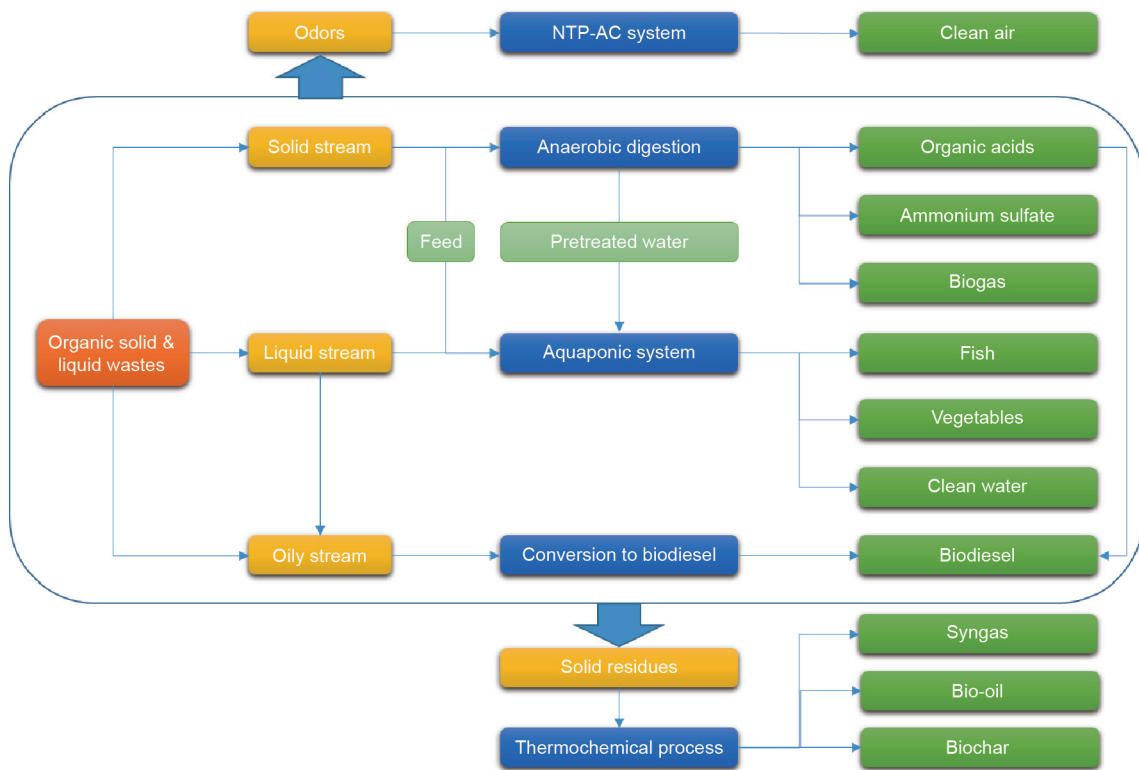 Odors
NTP-AC system
Clean air
Solid stream
Anaerobic digestion
Organic acids
Ammonium sulfate
Feed
Pretreated water
Biogas
Organic solid &
liquid wastes
Liquid stream
Aquaponic system
Fish
Vegetables
Clean water
Oily stream
Conversion to biodiesel
Biodiesel
Syngas
Solid residues
Bio-oil
Thermochemical process
Biochar